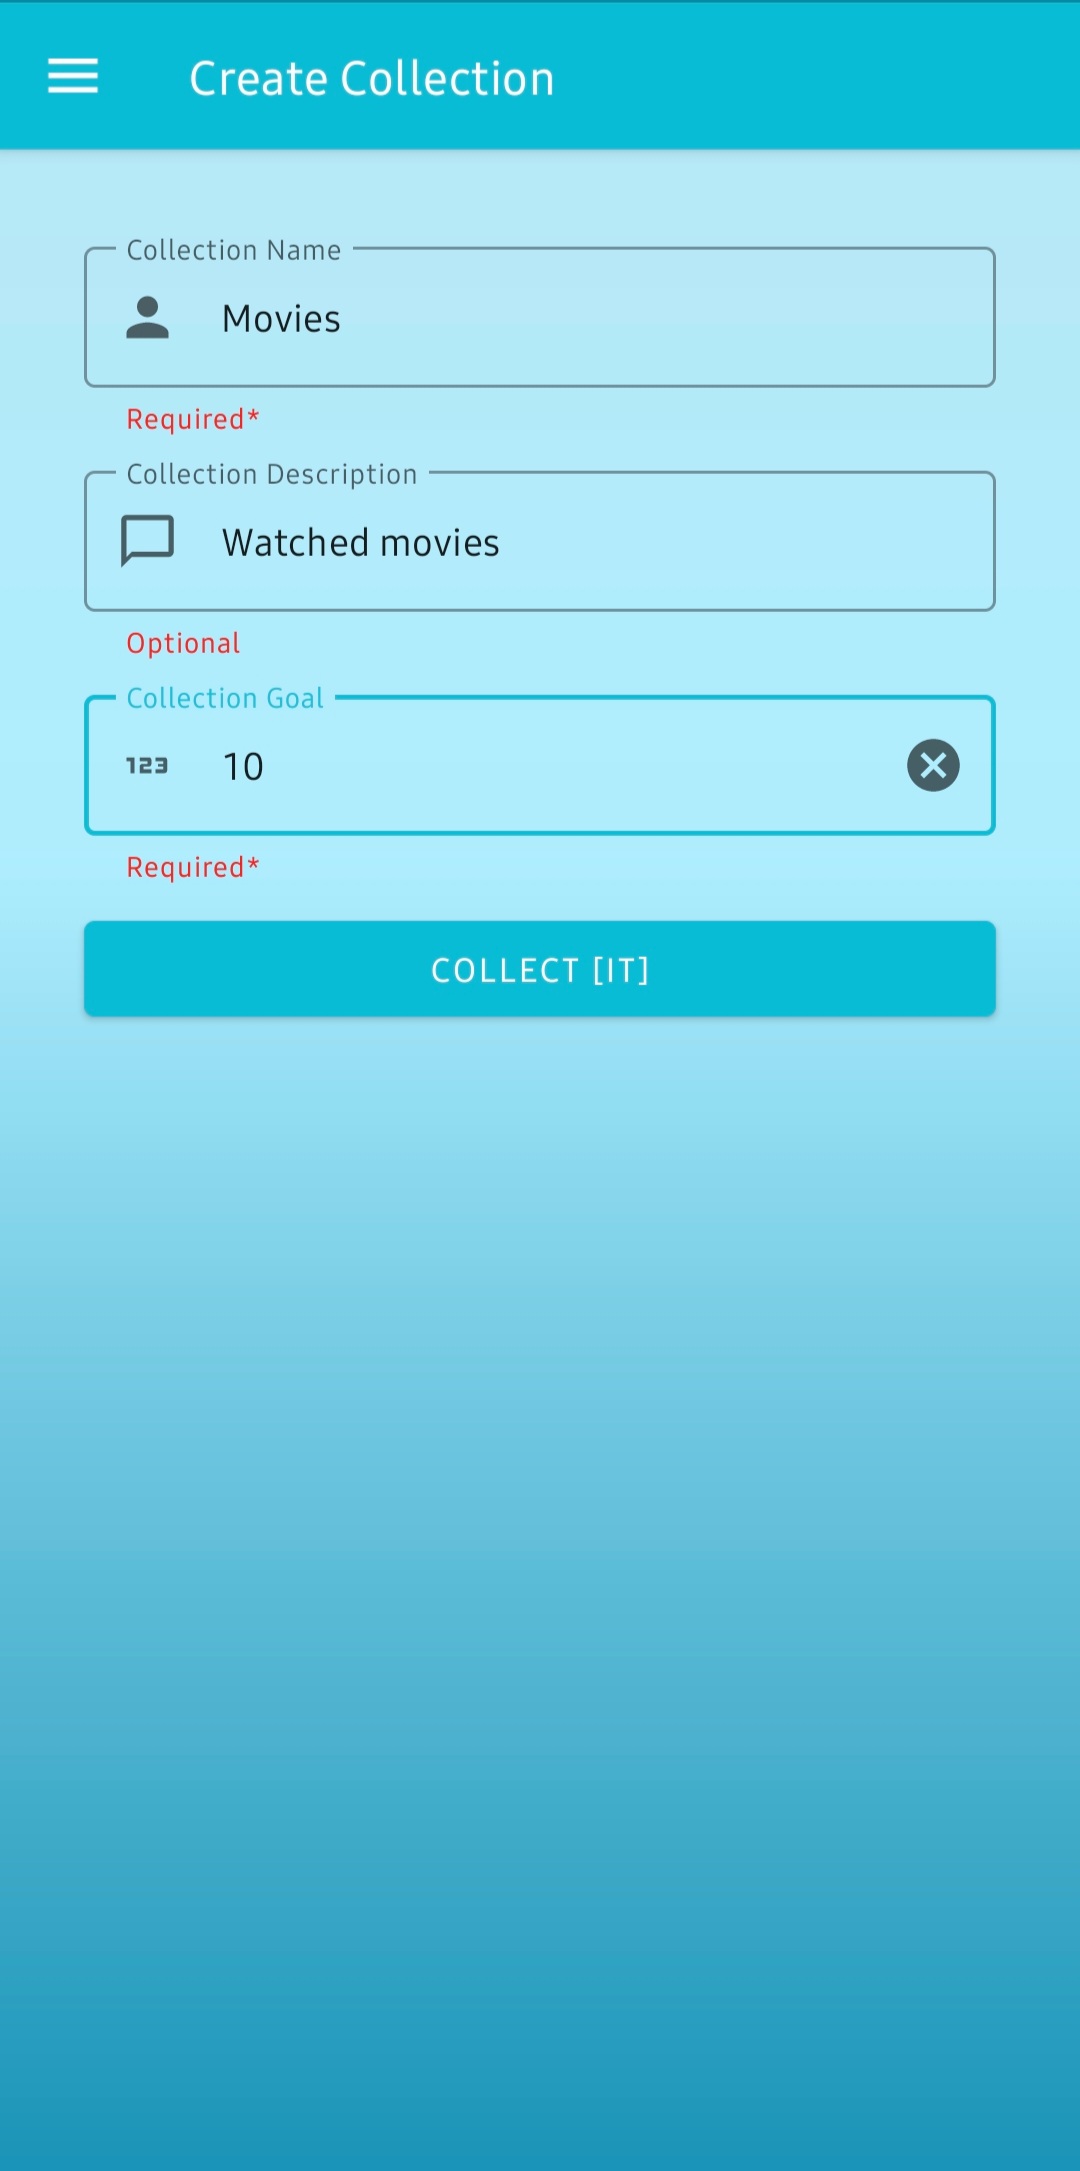 Create Collection
Collection Name
Movies
Required*
Collection Description
Watched movies
Optional
Collection Goal
123 10
Required*
COLLECT [IT]